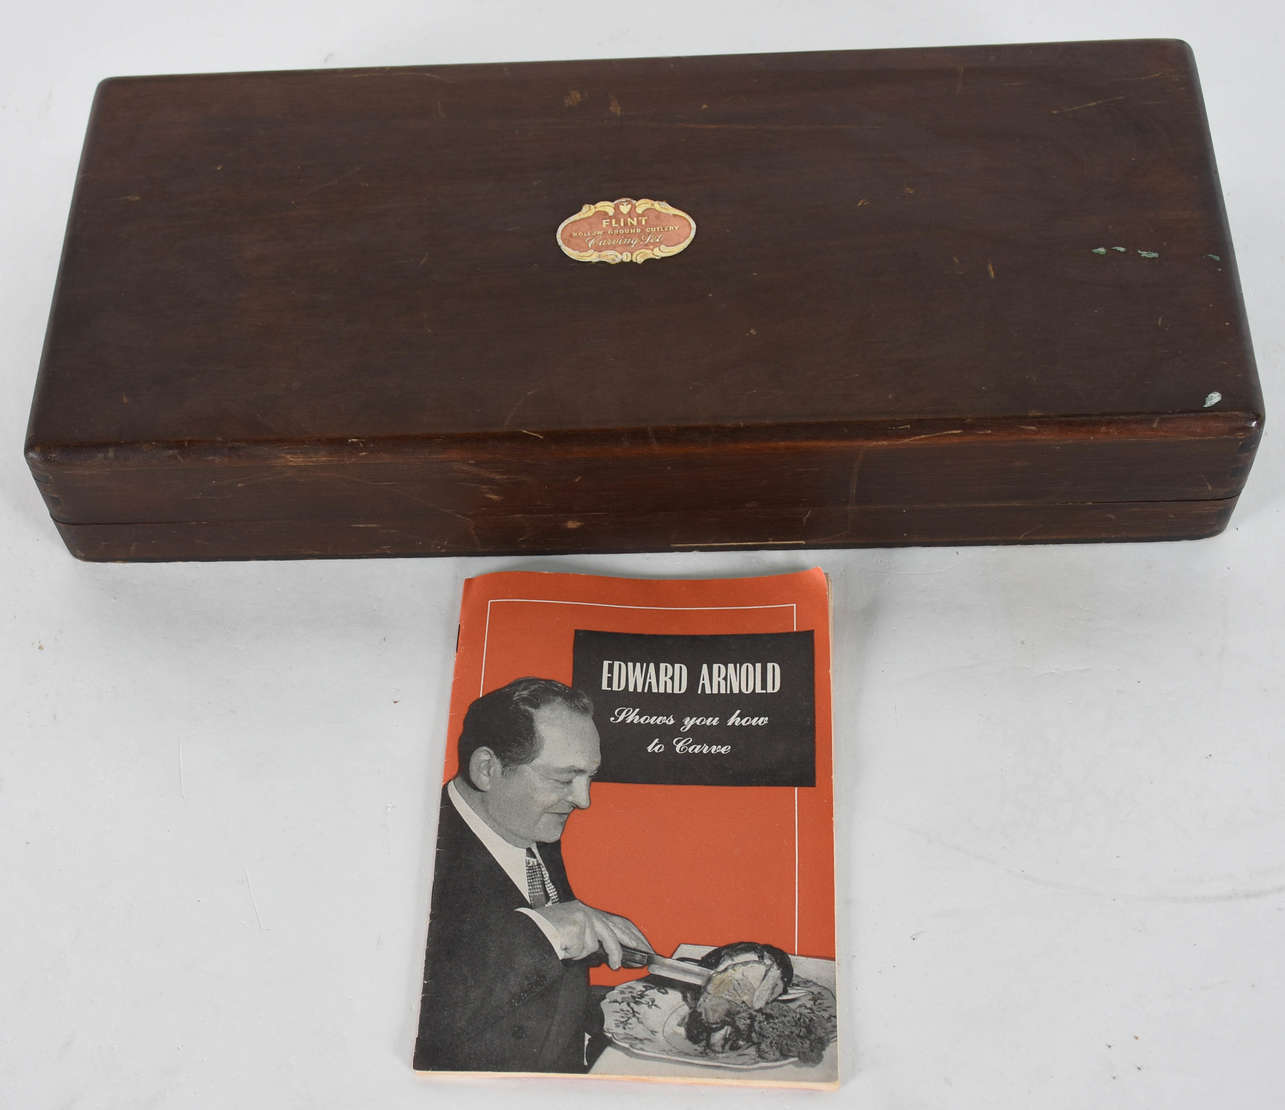 FLINT
HOLLOW GROUND CUTLERY
Carving Set
EDWARD ARNOLD
Shows you how
to Carve